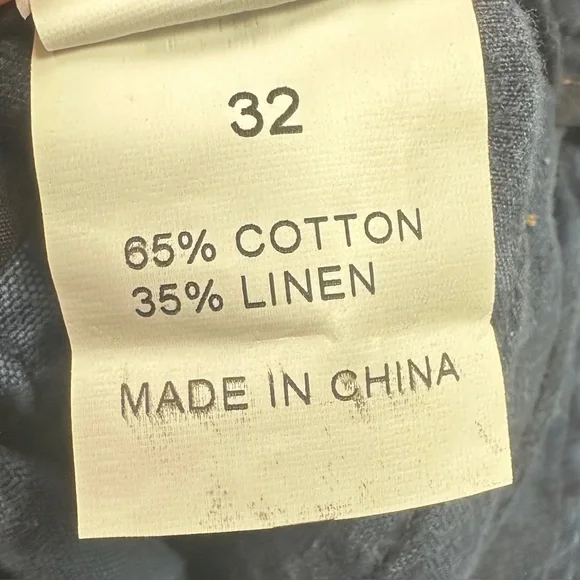 32
65% COTTON
35% LINEN
MADE IN CHINA